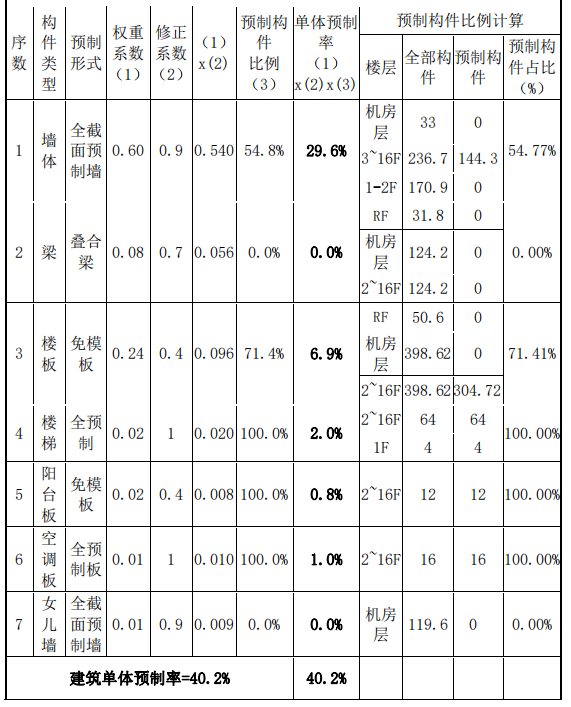 序数 构件类型 预制形式 权重系数（1） 修正系数（2） （1）x(2) 预制构件比例（3） 单体预制率（1）x(2)x(3) 预制构件比例计算
楼层 全部构件 预制构件 预制构件占比（%）
1 墙体 全截面预制墙 0.60 0.9 0.540 54.8% 29.6% 机房层 33 0 54.77%
3~16F 236.7 144.3
1-2F 170.9 0
2 梁 叠合梁 0.08 0.7 0.056 0.0% 0.0% RF 31.8 0 0.00%
机房层 124.2 0
2~16F 124.2 0
3 楼板 免模板 0.24 0.4 0.096 71.4% 6.9% RF 50.6 0 71.41%
机房层 398.62 0
2~16F 398.62 304.72
4 楼梯 全预制 0.02 1 0.020 100.0% 2.0% 2~16F 64 64 100.00%
1F 4 4
5 阳台板 免模板 0.02 0.4 0.008 100.0% 0.8% 2~16F 12 12 100.00%
6 空调板 全预制板 0.01 1 0.010 100.0% 1.0% 2~16F 16 16 100.00%
7 女儿墙 全截面预制墙 0.01 0.9 0.009 0.0% 0.0% 机房层 119.6 0 0.00%
建筑单体预制率=40.2% 40.2%